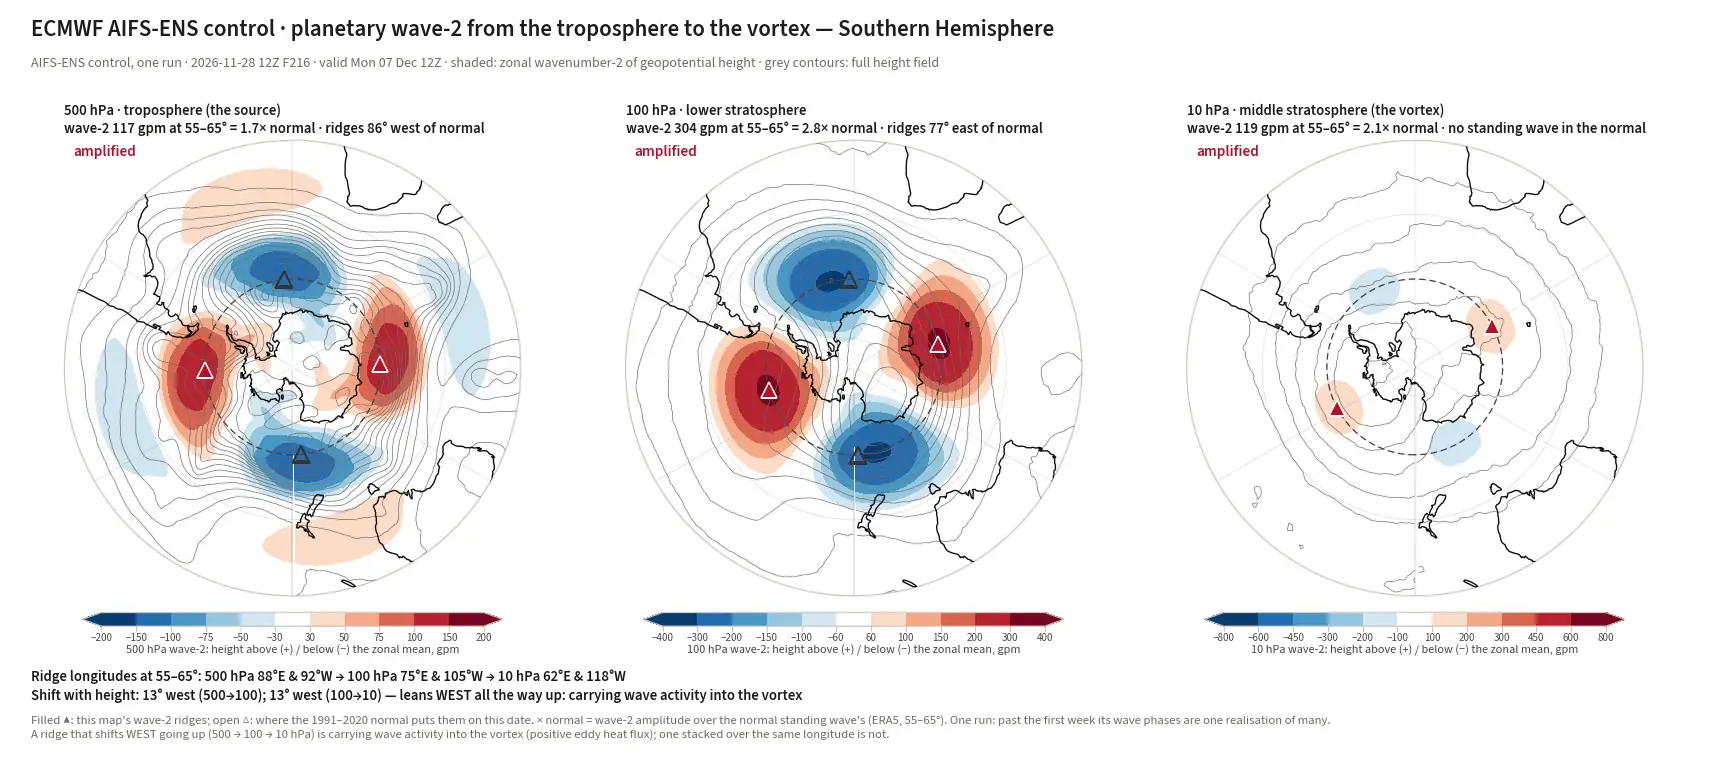 ECMWF AIFS-ENS control · planetary wave-2 from the troposphere to the vortex — Southern Hemisphere
AIFS-ENS control, one run · 2026-11-28 12Z F216 · valid Mon 07 Dec 12Z · shaded: zonal wavenumber-2 of geopotential height · grey contours: full height field
500 hPa · troposphere (the source)
wave-2 117 gpm at 55–65° = 1.7× normal · ridges 86° west of normal
amplified
100 hPa · lower stratosphere
wave-2 304 gpm at 55–65° = 2.8× normal · ridges 77° east of normal
amplified
10 hPa · middle stratosphere (the vortex)
wave-2 119 gpm at 55–65° = 2.1× normal · no standing wave in the normal
amplified
−200 −150 −100 −75 −50 −30 30 50 75 100 150 200
500 hPa wave-2: height above (+) / below (−) the zonal mean, gpm
−400 −300 −200 −150 −100 −60 60 100 150 200 300 400
100 hPa wave-2: height above (+) / below (−) the zonal mean, gpm
−800 −600 −450 −300 −200 −100 100 200 300 450 600 800
10 hPa wave-2: height above (+) / below (−) the zonal mean, gpm
Ridge longitudes at 55–65°: 500 hPa 88°E & 92°W → 100 hPa 75°E & 105°W → 10 hPa 62°E & 118°W
Shift with height: 13° west (500→100); 13° west (100→10) — leans WEST all the way up: carrying wave activity into the vortex
Filled ▲: this map's wave-2 ridges; open △: where the 1991–2020 normal puts them on this date. × normal = wave-2 amplitude over the normal standing wave's (ERA5, 55–65°). One run: past the first week its wave phases are one realisation of many.
A ridge that shifts WEST going up (500 → 100 → 10 hPa) is carrying wave activity into the vortex (positive eddy heat flux); one stacked over the same longitude is not.